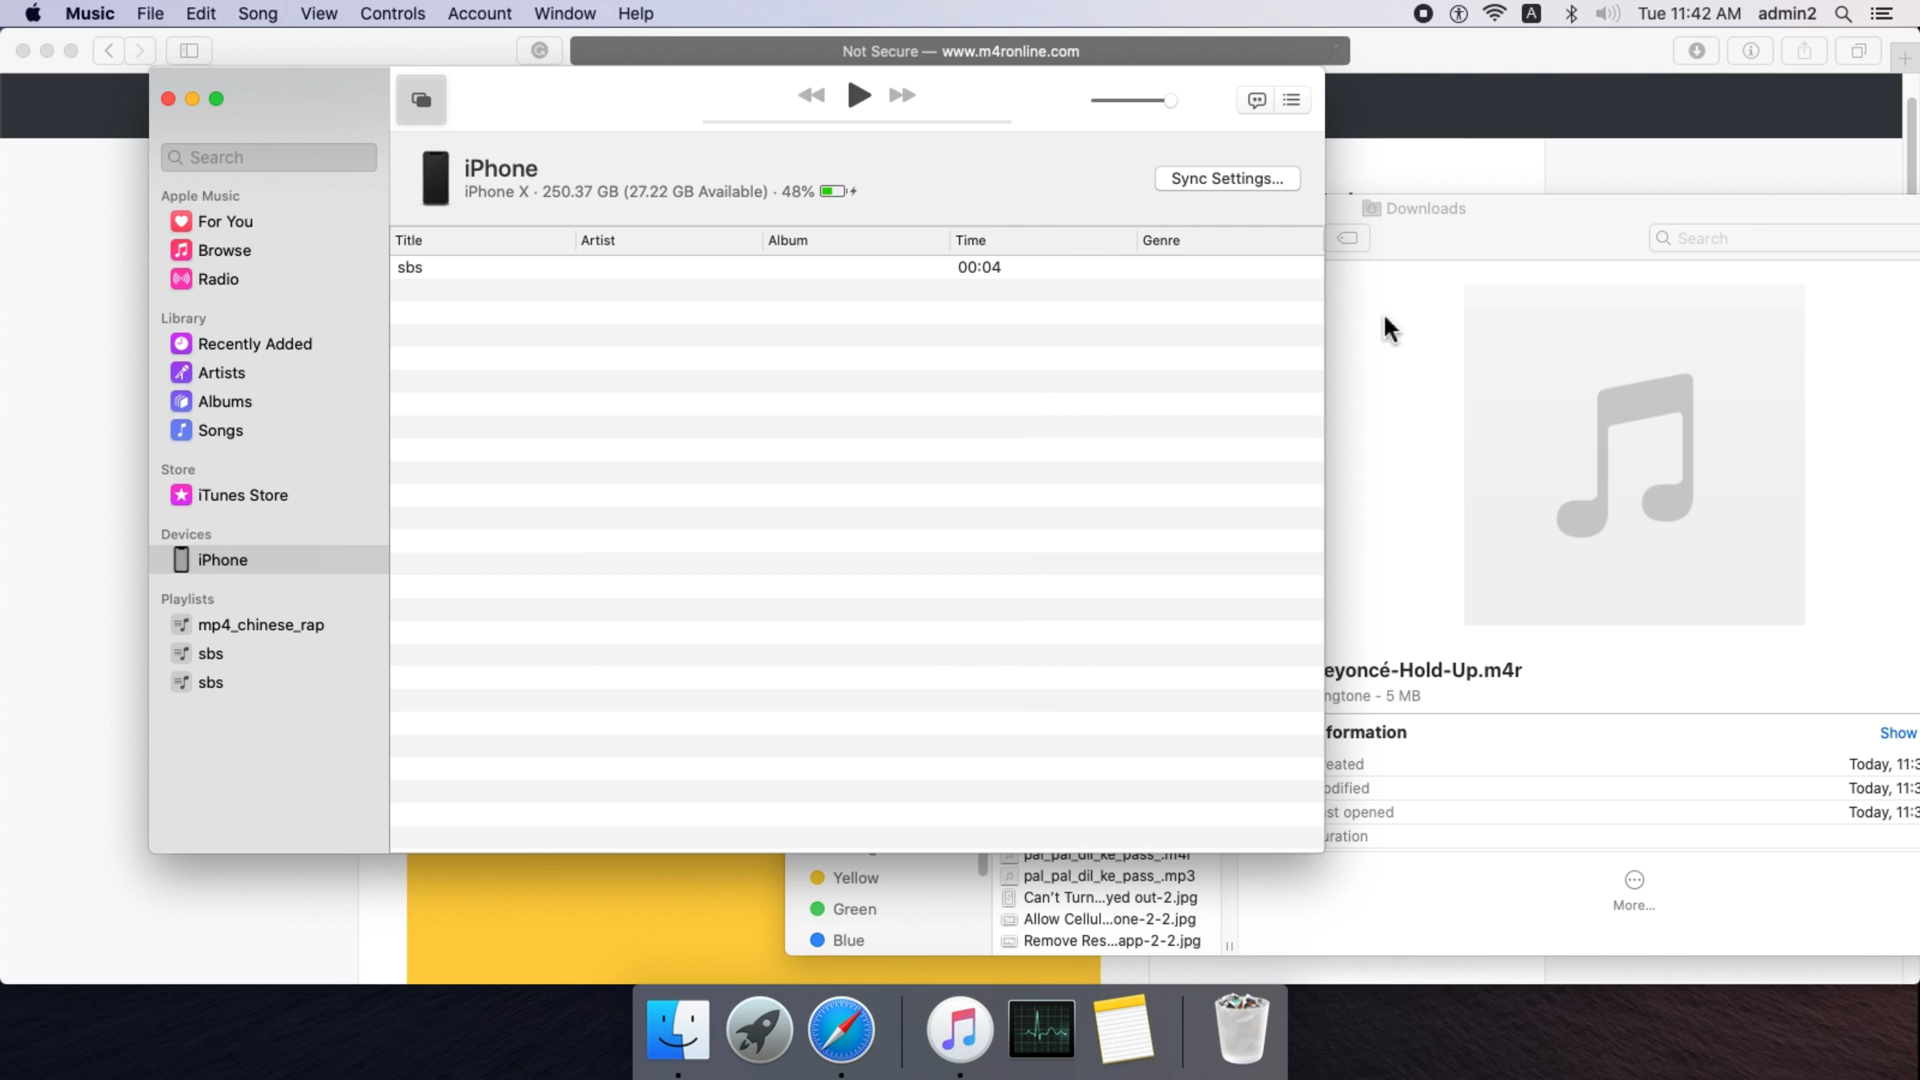 Music File Edit Song View Controls Account Window Help Tue 11:42 AM admin2
Not Secure — www.m4ronline.com
Search
Apple Music
For You
Browse
Radio
Library
Recently Added
Artists
Albums
Songs
Store
iTunes Store
Devices
iPhone
Playlists
mp4_chinese_rap
sbs
sbs
iPhone
iPhone X · 250.37 GB (27.22 GB Available) · 48%
Sync Settings...
Title Artist Album Time Genre
sbs 00:04
Downloads
Search
eyoncé-Hold-Up.m4r
ngtone - 5 MB
formation Show
eated Today, 11:3
odified Today, 11:3
st opened Today, 11:3
uration
More...
pal_pal_dil_ke_pass_.m4r
pal_pal_dil_ke_pass_.mp3
Can't Turn...yed out-2.jpg
Allow Cellul...one-2-2.jpg
Remove Res...app-2-2.jpg
Yellow
Green
Blue